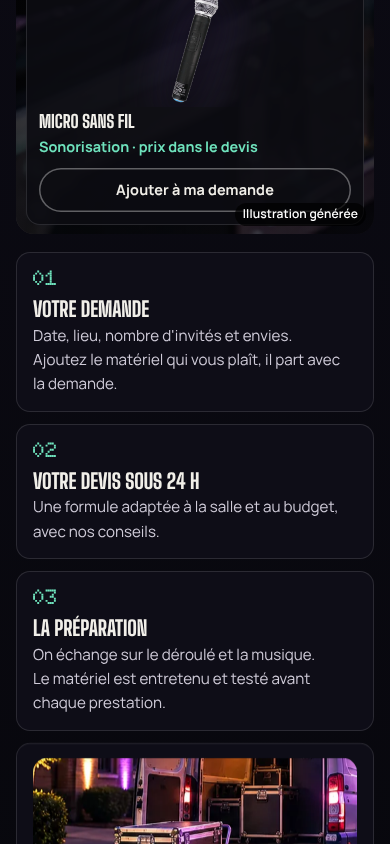 MICRO SANS FIL
Sonorisation · prix dans le devis
Ajouter à ma demande
Illustration générée
01
VOTRE DEMANDE
Date, lieu, nombre d'invités et envies.
Ajoutez le matériel qui vous plaît, il part avec
la demande.
02
VOTRE DEVIS SOUS 24 H
Une formule adaptée à la salle et au budget,
avec nos conseils.
03
LA PRÉPARATION
On échange sur le déroulé et la musique.
Le matériel est entretenu et testé avant
chaque prestation.